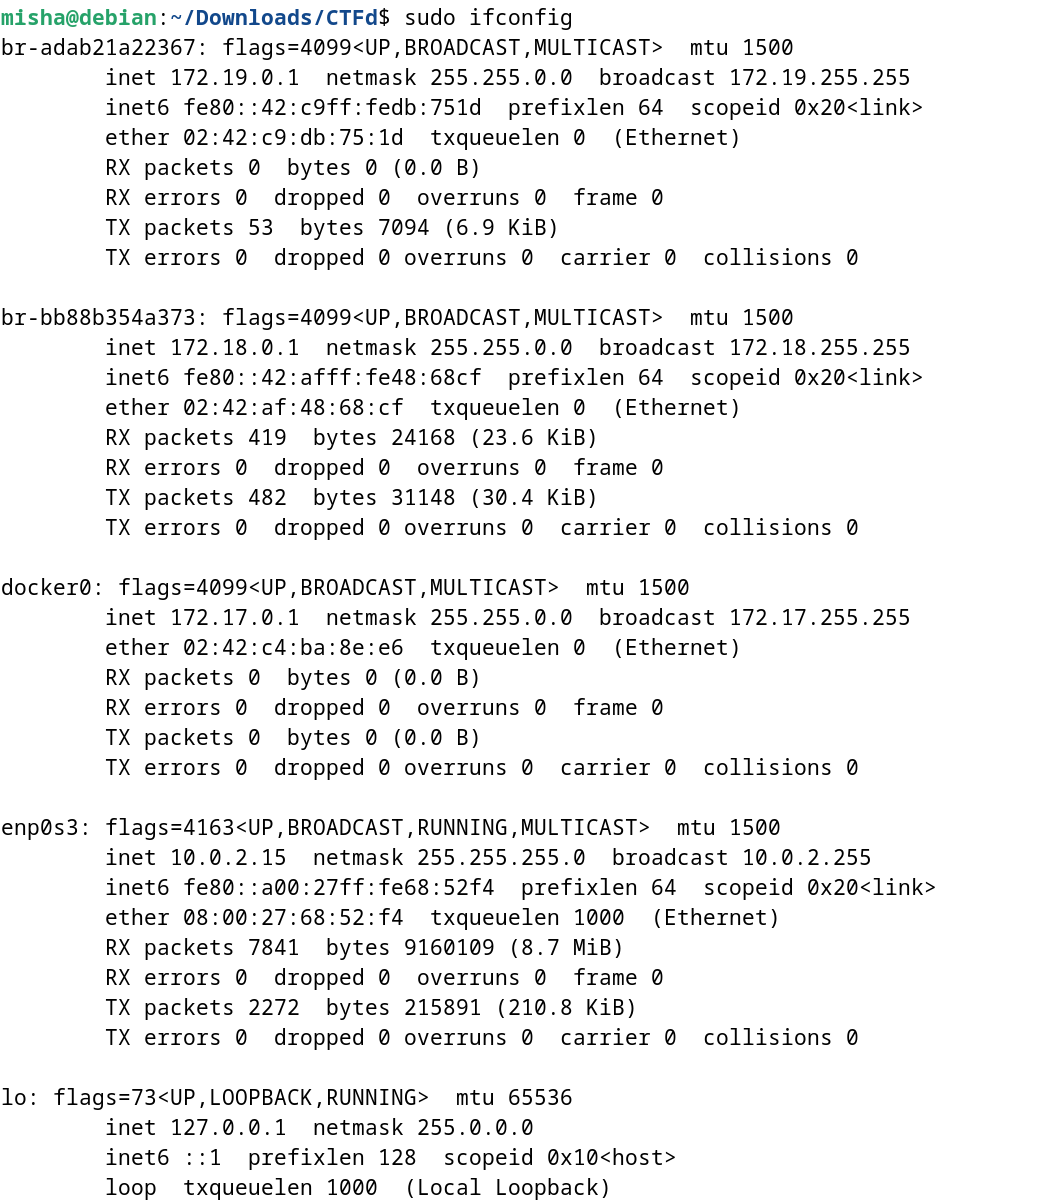 misha@debian:~/Downloads/CTFd$ sudo ifconfig
br-adab21a22367: flags=4099<UP,BROADCAST,MULTICAST>  mtu 1500
        inet 172.19.0.1  netmask 255.255.0.0  broadcast 172.19.255.255
        inet6 fe80::42:c9ff:fedb:751d  prefixlen 64  scopeid 0x20<link>
        ether 02:42:c9:db:75:1d  txqueuelen 0  (Ethernet)
        RX packets 0  bytes 0 (0.0 B)
        RX errors 0  dropped 0  overruns 0  frame 0
        TX packets 53  bytes 7094 (6.9 KiB)
        TX errors 0  dropped 0 overruns 0  carrier 0  collisions 0

br-bb88b354a373: flags=4099<UP,BROADCAST,MULTICAST>  mtu 1500
        inet 172.18.0.1  netmask 255.255.0.0  broadcast 172.18.255.255
        inet6 fe80::42:afff:fe48:68cf  prefixlen 64  scopeid 0x20<link>
        ether 02:42:af:48:68:cf  txqueuelen 0  (Ethernet)
        RX packets 419  bytes 24168 (23.6 KiB)
        RX errors 0  dropped 0  overruns 0  frame 0
        TX packets 482  bytes 31148 (30.4 KiB)
        TX errors 0  dropped 0 overruns 0  carrier 0  collisions 0

docker0: flags=4099<UP,BROADCAST,MULTICAST>  mtu 1500
        inet 172.17.0.1  netmask 255.255.0.0  broadcast 172.17.255.255
        ether 02:42:c4:ba:8e:e6  txqueuelen 0  (Ethernet)
        RX packets 0  bytes 0 (0.0 B)
        RX errors 0  dropped 0  overruns 0  frame 0
        TX packets 0  bytes 0 (0.0 B)
        TX errors 0  dropped 0 overruns 0  carrier 0  collisions 0

enp0s3: flags=4163<UP,BROADCAST,RUNNING,MULTICAST>  mtu 1500
        inet 10.0.2.15  netmask 255.255.255.0  broadcast 10.0.2.255
        inet6 fe80::a00:27ff:fe68:52f4  prefixlen 64  scopeid 0x20<link>
        ether 08:00:27:68:52:f4  txqueuelen 1000  (Ethernet)
        RX packets 7841  bytes 9160109 (8.7 MiB)
        RX errors 0  dropped 0  overruns 0  frame 0
        TX packets 2272  bytes 215891 (210.8 KiB)
        TX errors 0  dropped 0 overruns 0  carrier 0  collisions 0

lo: flags=73<UP,LOOPBACK,RUNNING>  mtu 65536
        inet 127.0.0.1  netmask 255.0.0.0
        inet6 ::1  prefixlen 128  scopeid 0x10<host>
        loop  txqueuelen 1000  (Local Loopback)